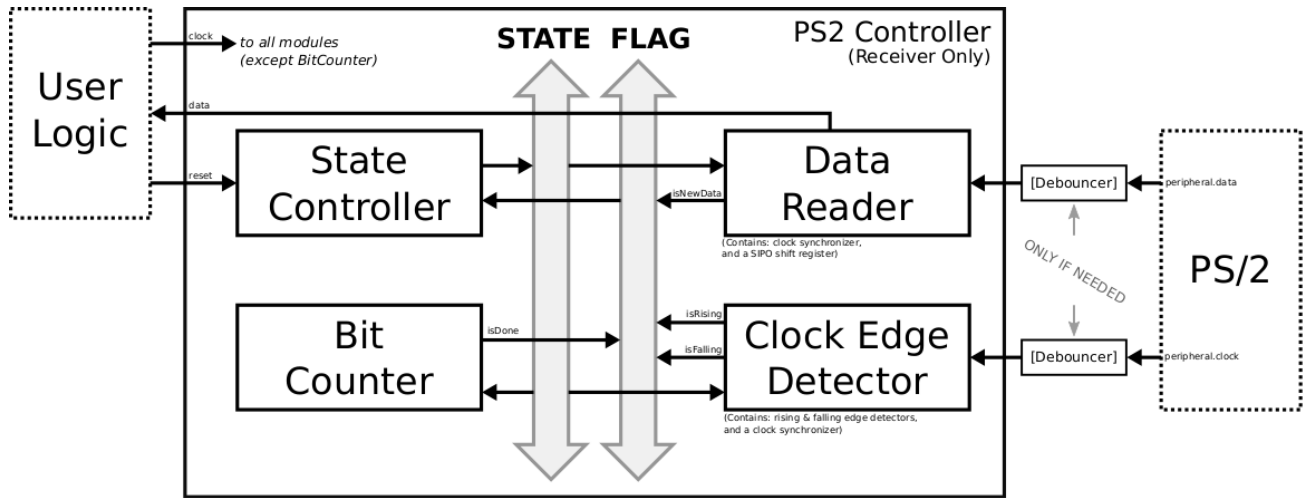 User
Logic
clock
to all modules
(except BitCounter)
STATE
FLAG
PS2 Controller
(Receiver Only)
data
reset
State
Controller
Data
Reader
isNewData
(Contains: clock synchronizer,
and a SIPO shift register)
[Debouncer]
peripheral.data
ONLY IF NEEDED
PS/2
Bit
Counter
isDone
isRising
isFalling
Clock Edge
Detector
(Contains: rising & falling edge detectors,
and a clock synchronizer)
[Debouncer]
peripheral.clock